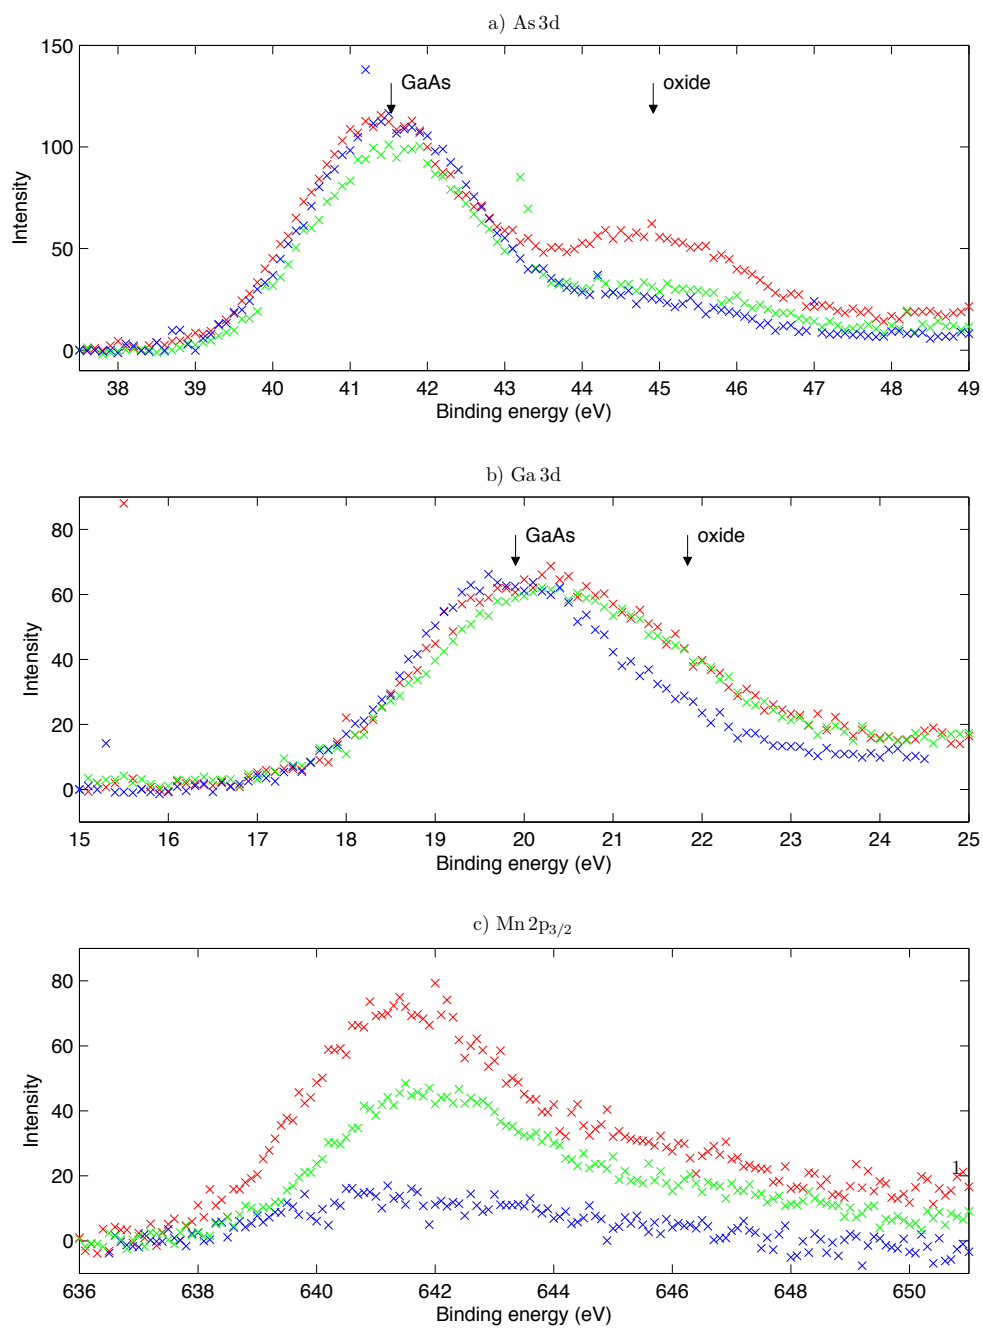 a) As 3d
150
GaAs
oxide
100
Intensity
50
0
38 39 40 41 42 43 44 45 46 47 48 49
Binding energy (eV)
b) Ga 3d
80
GaAs
oxide
60
Intensity
40
20
0
15 16 17 18 19 20 21 22 23 24 25
Binding energy (eV)
c) Mn 2p3/2
80
60
Intensity
40
20
1
0
636 638 640 642 644 646 648 650
Binding energy (eV)